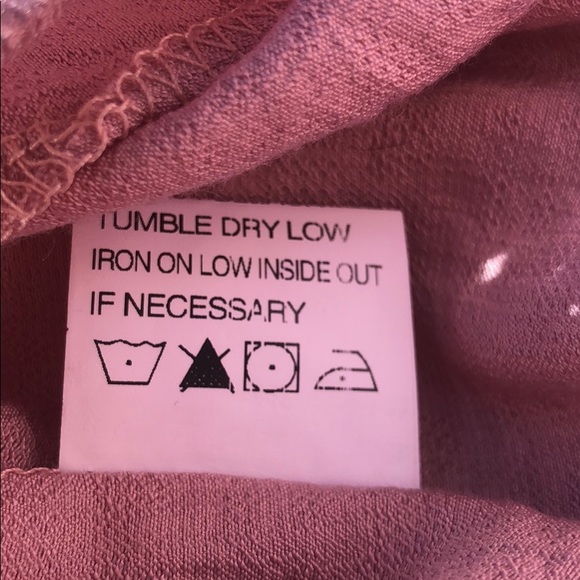 TUMBLE DRY LOW
IRON ON LOW INSIDE OUT
IF NECESSARY